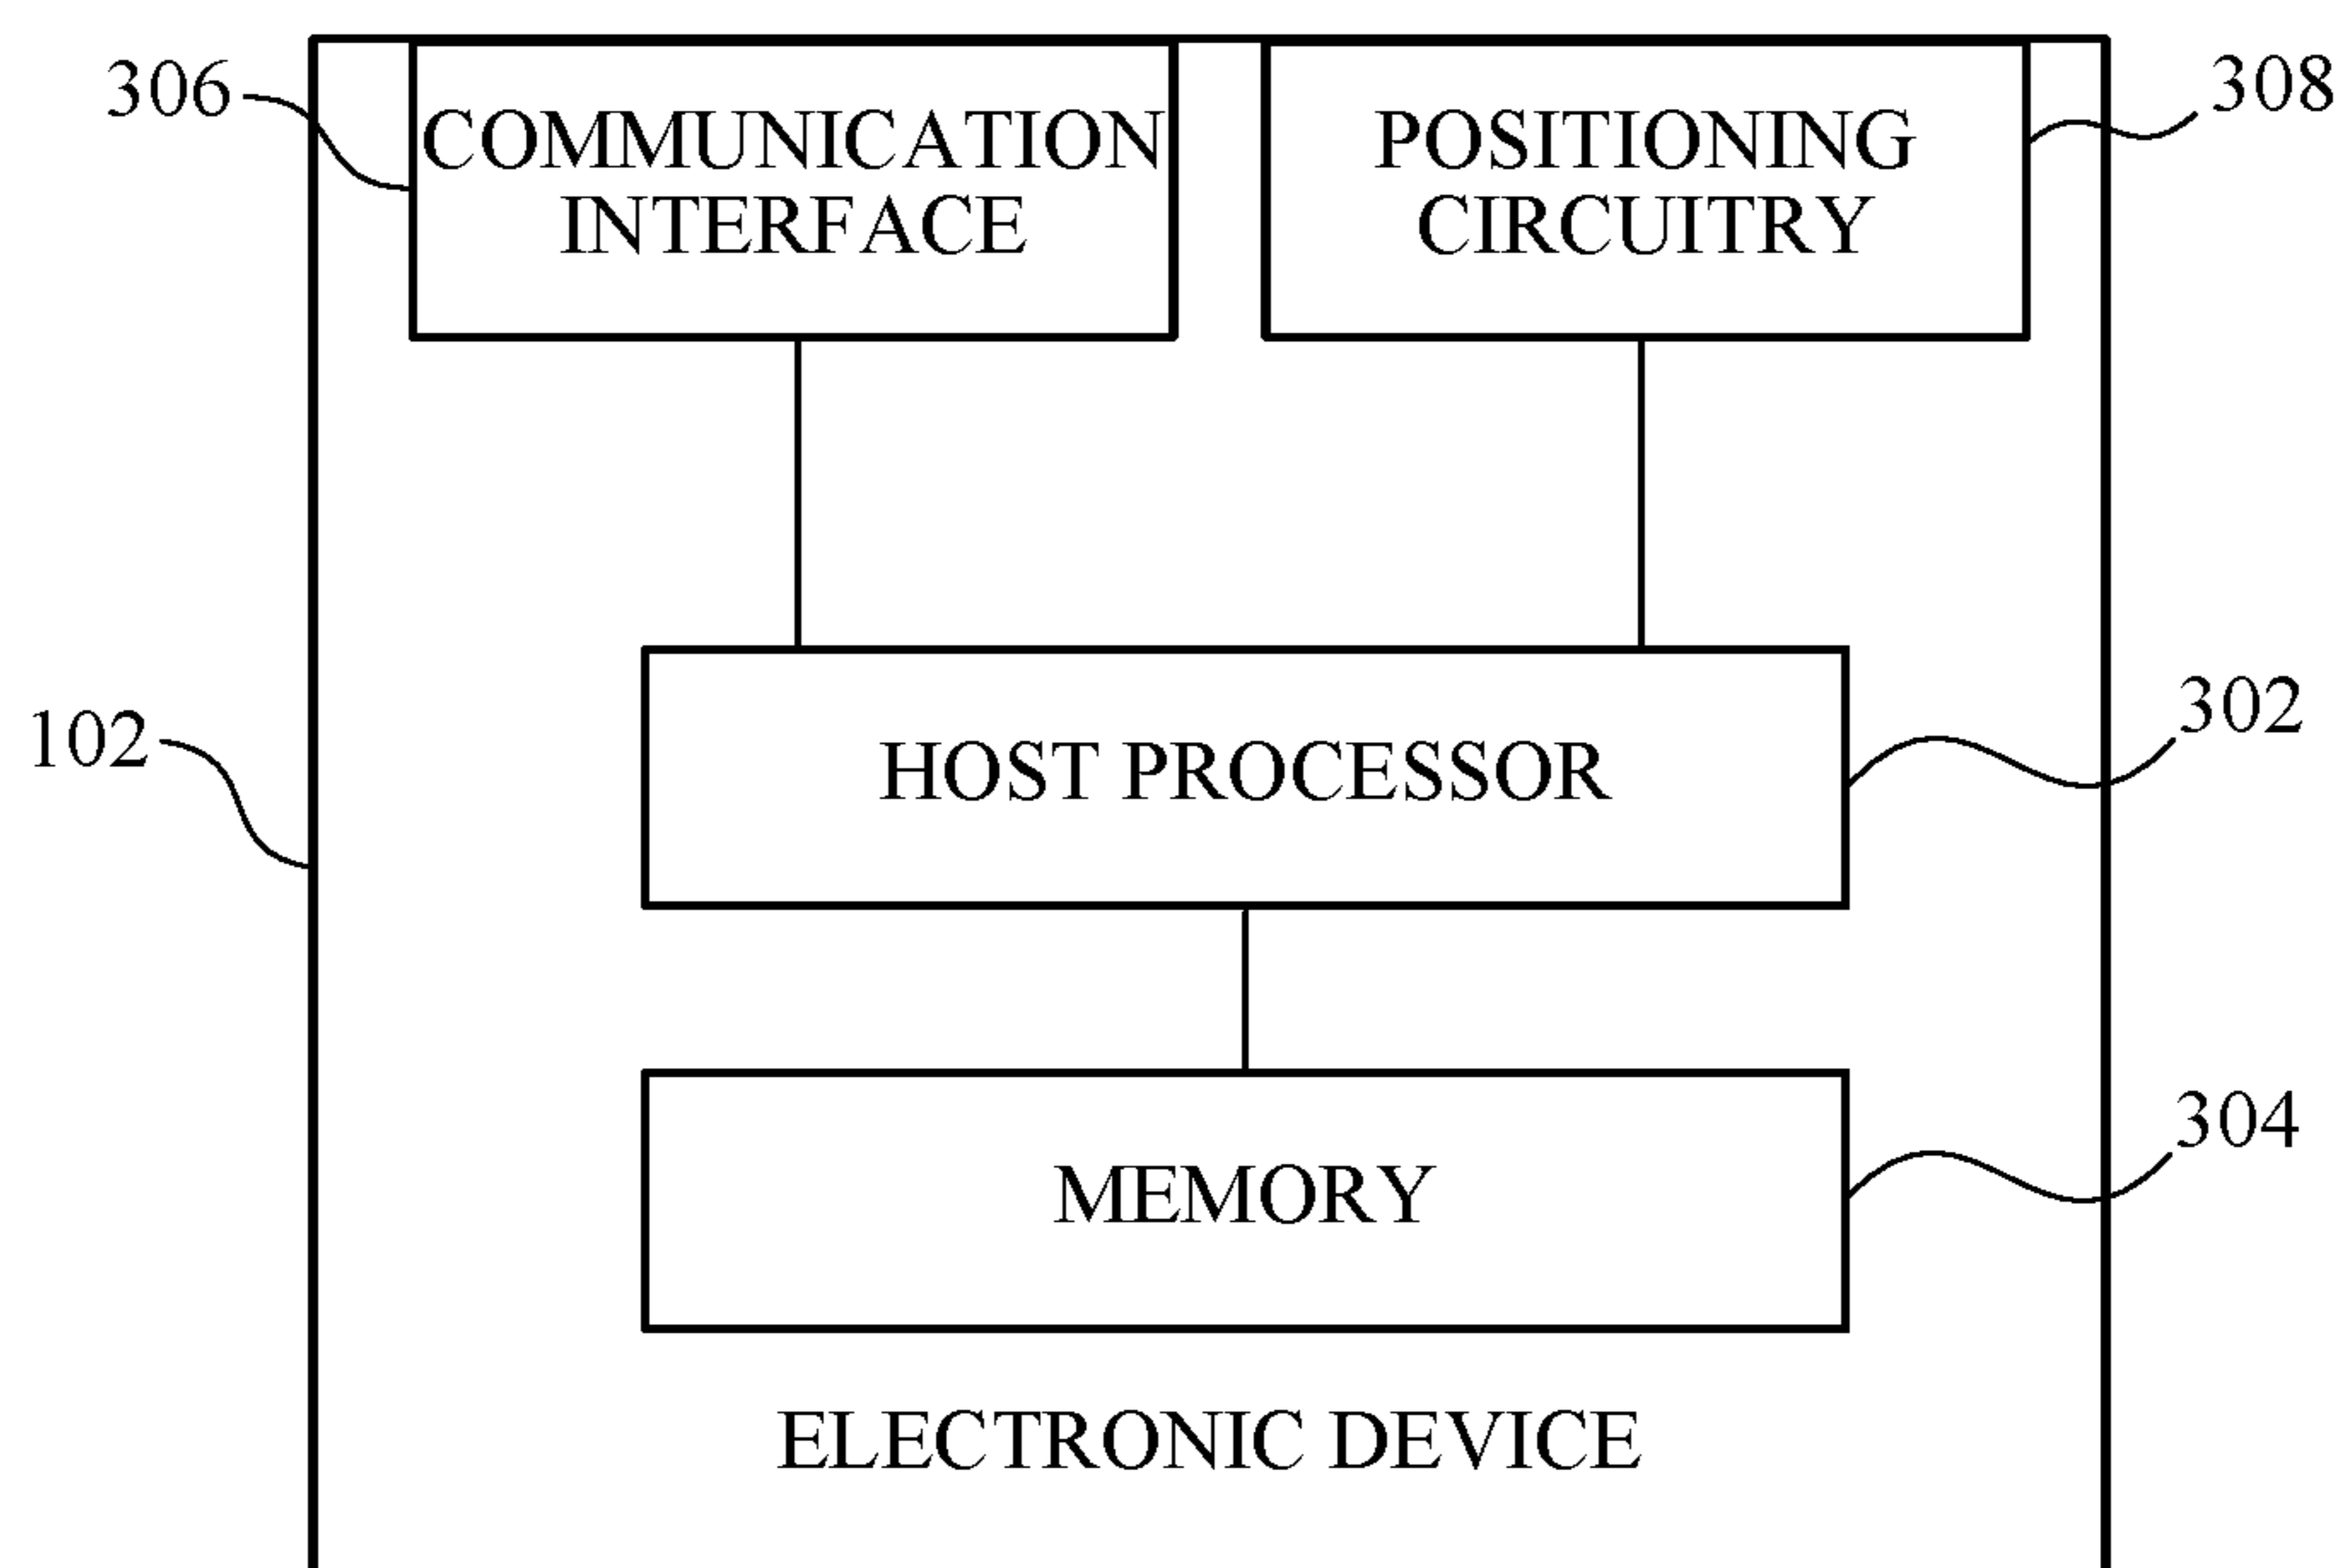 306
308
COMMUNICATION
INTERFACE
POSITIONING
CIRCUITRY
102
302
HOST PROCESSOR
304
MEMORY
ELECTRONIC DEVICE